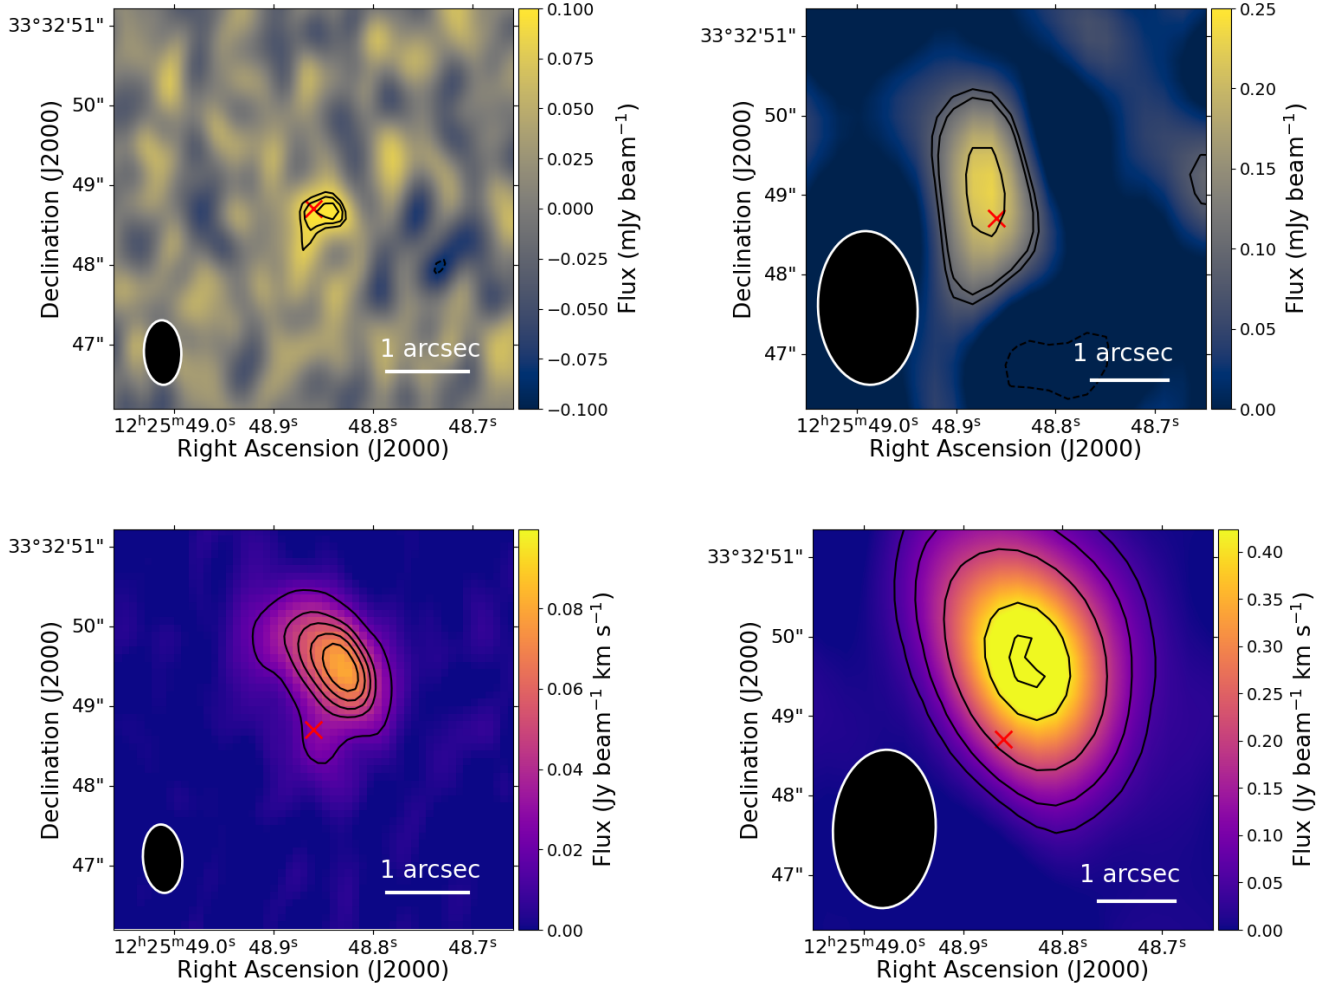 33°32'51"
50"
49"
48"
47"
Declination (J2000)
12ʰ25ᵐ49.0ˢ 48.9ˢ 48.8ˢ 48.7ˢ
Right Ascension (J2000)
1 arcsec
0.100
0.075
0.050
0.025
0.000
−0.025
−0.050
−0.075
−0.100
Flux (mJy beam⁻¹)
33°32'51"
50"
49"
48"
47"
Declination (J2000)
12ʰ25ᵐ49.0ˢ 48.9ˢ 48.8ˢ 48.7ˢ
Right Ascension (J2000)
1 arcsec
0.25
0.20
0.15
0.10
0.05
0.00
Flux (mJy beam⁻¹)
33°32'51"
50"
49"
48"
47"
Declination (J2000)
12ʰ25ᵐ49.0ˢ 48.9ˢ 48.8ˢ 48.7ˢ
Right Ascension (J2000)
1 arcsec
0.08
0.06
0.04
0.02
0.00
Flux (Jy beam⁻¹ km s⁻¹)
33°32'51"
50"
49"
48"
47"
Declination (J2000)
12ʰ25ᵐ49.0ˢ 48.9ˢ 48.8ˢ 48.7ˢ
Right Ascension (J2000)
1 arcsec
0.40
0.35
0.30
0.25
0.20
0.15
0.10
0.05
0.00
Flux (Jy beam⁻¹ km s⁻¹)